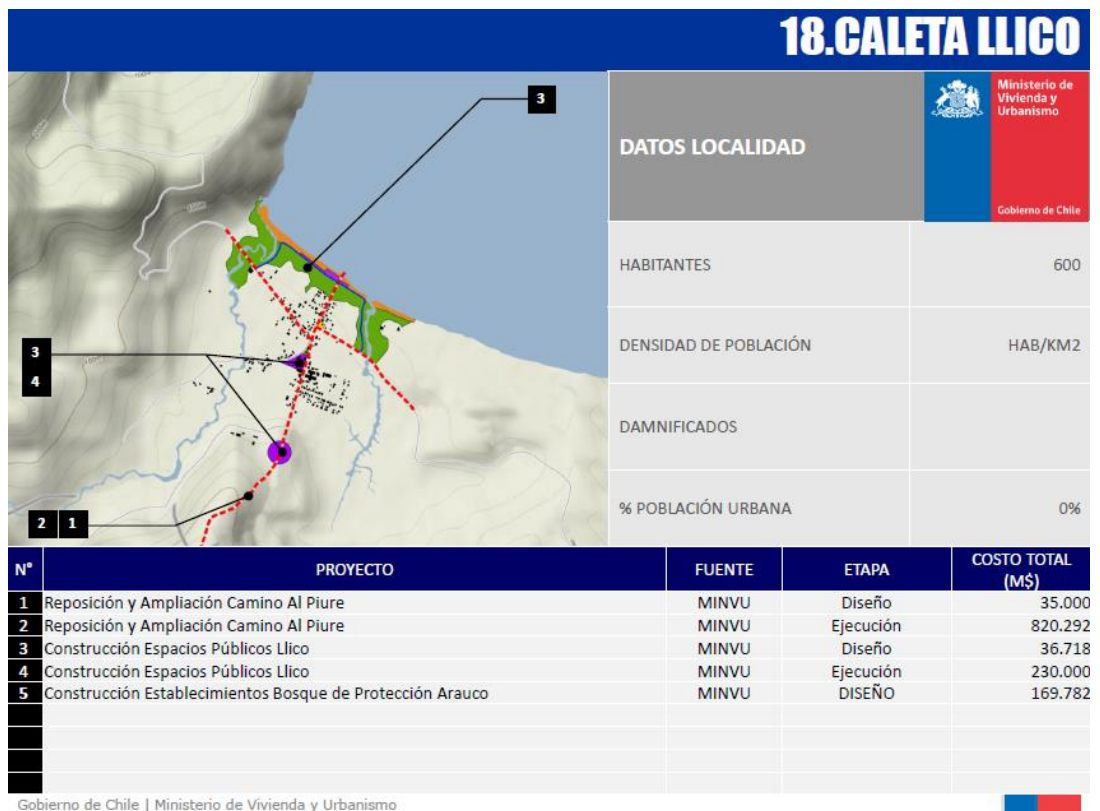 18.CALETA LLICO
3
3
4
2 1
DATOS LOCALIDAD
Ministerio de
Vivienda y
Urbanismo
Gobierno de Chile
HABITANTES 600
DENSIDAD DE POBLACIÓN HAB/KM2
DAMNIFICADOS
% POBLACIÓN URBANA 0%
N° PROYECTO FUENTE ETAPA COSTO TOTAL
(M$)
1 Reposición y Ampliación Camino Al Piure MINVU Diseño 35.000
2 Reposición y Ampliación Camino Al Piure MINVU Ejecución 820.292
3 Construcción Espacios Públicos Llico MINVU Diseño 36.718
4 Construcción Espacios Públicos Llico MINVU Ejecución 230.000
5 Construcción Establecimientos Bosque de Protección Arauco MINVU DISEÑO 169.782
Gobierno de Chile | Ministerio de Vivienda y Urbanismo